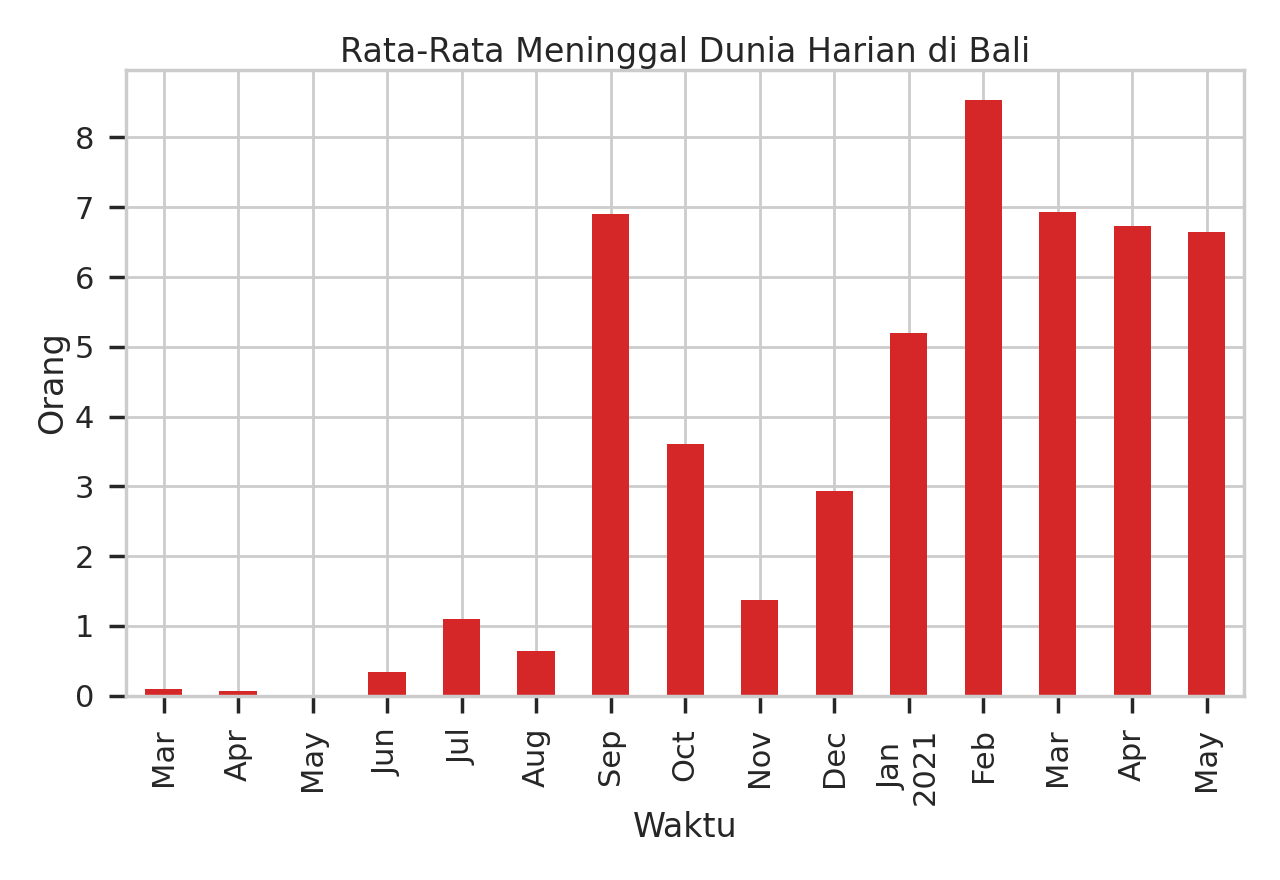 Rata-Rata Meninggal Dunia Harian di Bali
Orang
8
7
6
5
4
3
2
1
0
Mar
Apr
May
Jun
Jul
Aug
Sep
Oct
Nov
Dec
Jan
2021
Feb
Mar
Apr
May
Waktu